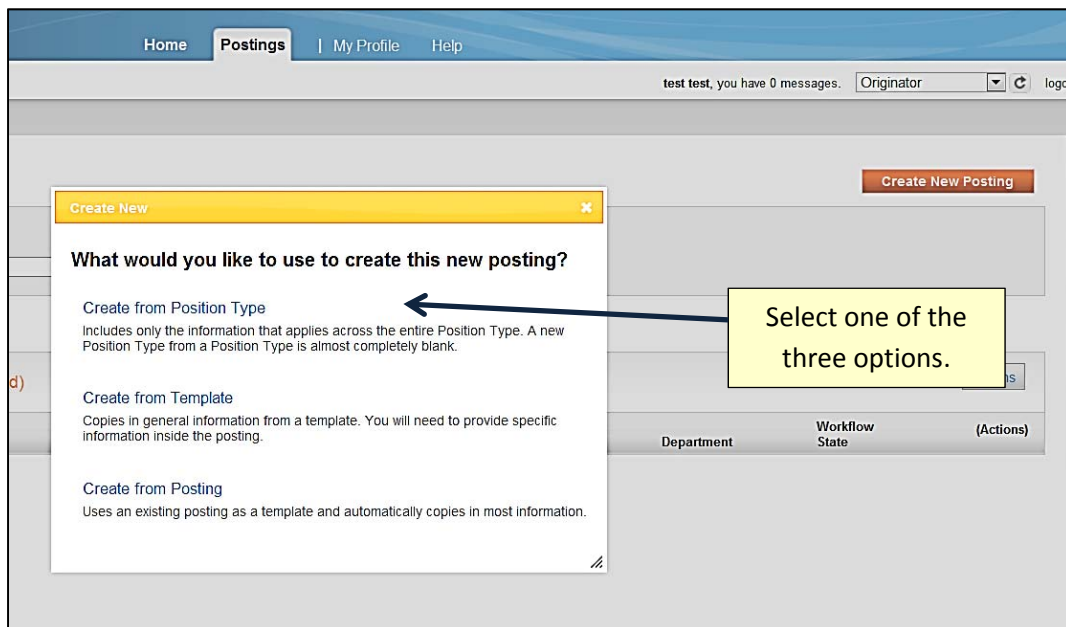 Home Postings | My Profile Help
test test, you have 0 messages. Originator
Create New Posting
Create New
What would you like to use to create this new posting?
Create from Position Type
Includes only the information that applies across the entire Position Type. A new
Position Type from a Position Type is almost completely blank.
Select one of the
three options.
d)
Create from Template
Copies in general information from a template. You will need to provide specific
information inside the posting.
Department
Workflow
State
(Actions)
Create from Posting
Uses an existing posting as a template and automatically copies in most information.